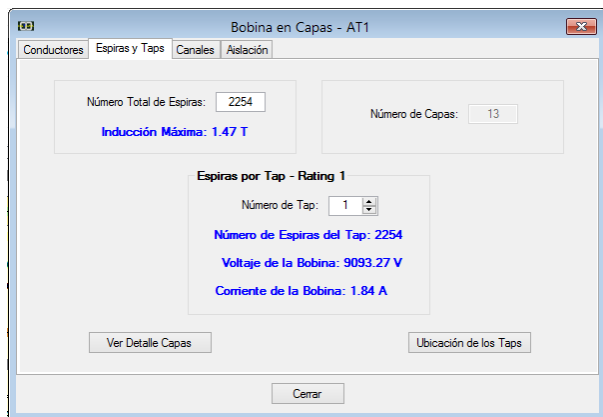 Bobina en Capas - AT1
Conductores Espiras y Taps Canales Aislación
Número Total de Espiras: 2254
Inducción Máxima: 1.47 T
Número de Capas: 13
Espiras por Tap - Rating 1
Número de Tap: 1
Número de Espiras del Tap: 2254
Voltaje de la Bobina: 9093.27 V
Corriente de la Bobina: 1.84 A
Ver Detalle Capas
Ubicación de los Taps
Cerrar